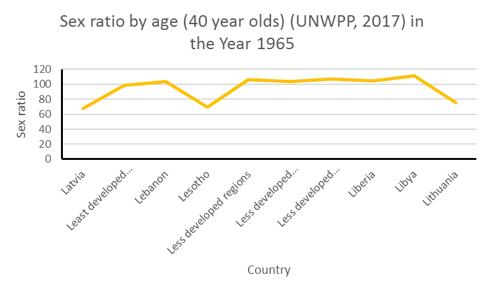 Sex ratio by age (40 year olds) (UNWPP, 2017) in
the Year 1965
120
100
80
60
40
20
0
Sex ratio
Latvia
Least developed...
Lebanon
Lesotho
Less developed regions
Less developed...
Less developed...
Liberia
Libya
Lithuania
Country